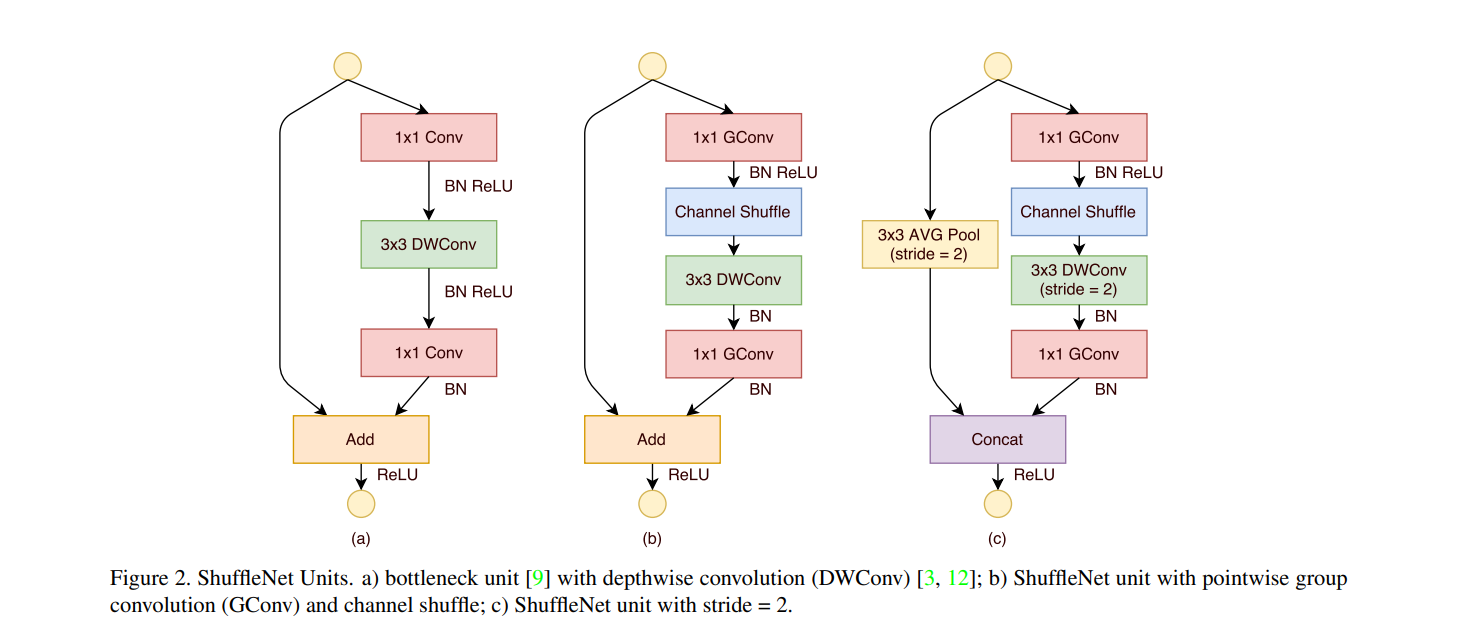 1x1 Conv
BN ReLU
3x3 DWConv
BN ReLU
1x1 Conv
BN
Add
ReLU
(a)
1x1 GConv
BN ReLU
Channel Shuffle
3x3 DWConv
BN
1x1 GConv
BN
Add
ReLU
(b)
3x3 AVG Pool
(stride = 2)
1x1 GConv
BN ReLU
Channel Shuffle
3x3 DWConv
(stride = 2)
BN
1x1 GConv
BN
Concat
ReLU
(c)
Figure 2. ShuffleNet Units. a) bottleneck unit [9] with depthwise convolution (DWConv) [3, 12]; b) ShuffleNet unit with pointwise group
convolution (GConv) and channel shuffle; c) ShuffleNet unit with stride = 2.